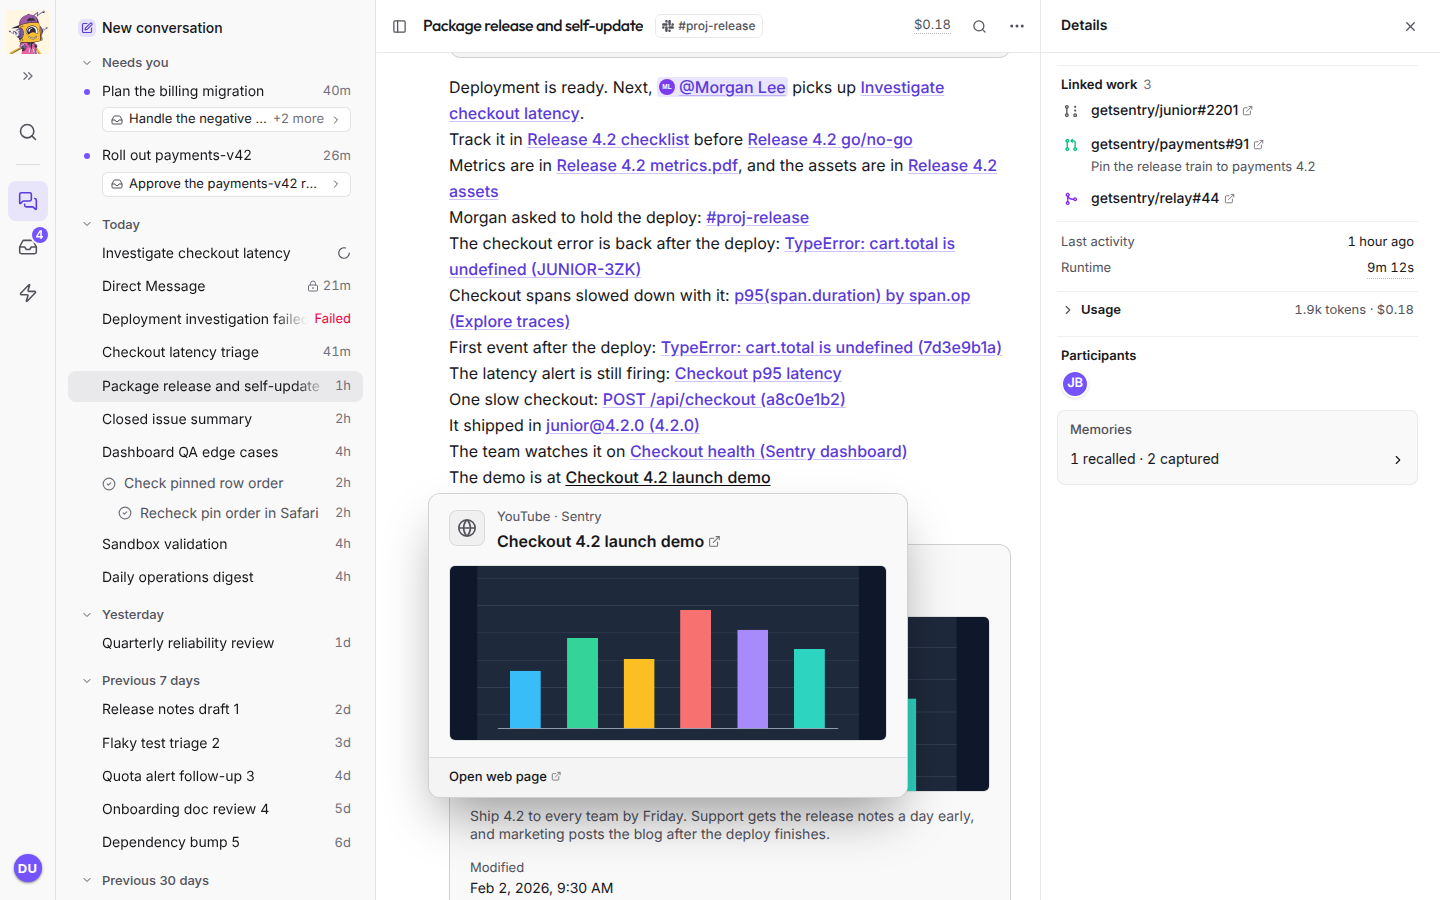 New conversation
Needs you
Plan the billing migration 40m
Handle the negative ... +2 more
Roll out payments-v42 26m
Approve the payments-v42 r...
Today
Investigate checkout latency
Direct Message 21m
Deployment investigation failed Failed
Checkout latency triage 41m
Package release and self-update 1h
Closed issue summary 2h
Dashboard QA edge cases 4h
Check pinned row order 2h
Recheck pin order in Safari 2h
Sandbox validation 4h
Daily operations digest 4h
Yesterday
Quarterly reliability review 1d
Previous 7 days
Release notes draft 1 2d
Flaky test triage 2 3d
Quota alert follow-up 3 4d
Onboarding doc review 4 5d
Dependency bump 5 6d
Previous 30 days
4
DU
Package release and self-update #proj-release $0.18
Deployment is ready. Next, ML @Morgan Lee picks up Investigate
checkout latency.
Track it in Release 4.2 checklist before Release 4.2 go/no-go
Metrics are in Release 4.2 metrics.pdf, and the assets are in Release 4.2
assets
Morgan asked to hold the deploy: #proj-release
The checkout error is back after the deploy: TypeError: cart.total is
undefined (JUNIOR-3ZK)
Checkout spans slowed down with it: p95(span.duration) by span.op
(Explore traces)
First event after the deploy: TypeError: cart.total is undefined (7d3e9b1a)
The latency alert is still firing: Checkout p95 latency
One slow checkout: POST /api/checkout (a8c0e1b2)
It shipped in junior@4.2.0 (4.2.0)
The team watches it on Checkout health (Sentry dashboard)
The demo is at Checkout 4.2 launch demo
YouTube · Sentry
Checkout 4.2 launch demo
Open web page
Ship 4.2 to every team by Friday. Support gets the release notes a day early,
and marketing posts the blog after the deploy finishes.
Modified
Feb 2, 2026, 9:30 AM
Details
Linked work 3
getsentry/junior#2201
getsentry/payments#91
Pin the release train to payments 4.2
getsentry/relay#44
Last activity 1 hour ago
Runtime 9m 12s
Usage 1.9k tokens · $0.18
Participants
JB
Memories
1 recalled · 2 captured